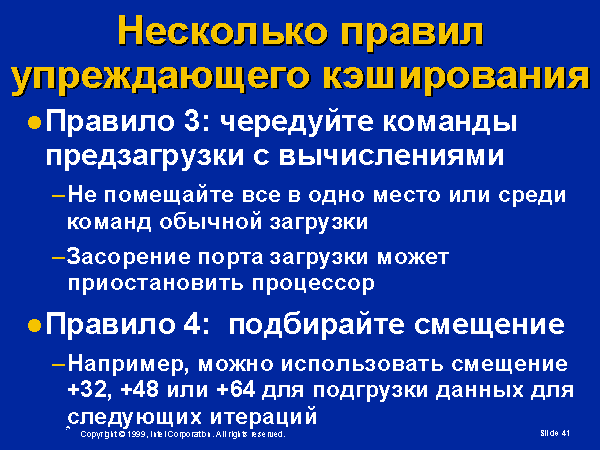 Несколько правил
упреждающего кэширования
●Правило 3: чередуйте команды
предзагрузки с вычислениями
–Не помещайте все в одно место или среди
команд обычной загрузки
–Засорение порта загрузки может
приостановить процессор
●Правило 4:  подбирайте смещение
–Например, можно использовать смещение
+32, +48 или +64 для подгрузки данных для
следующих итераций
Copyright © 1999, Intel Corporation. All rights reserved.
Slide 41